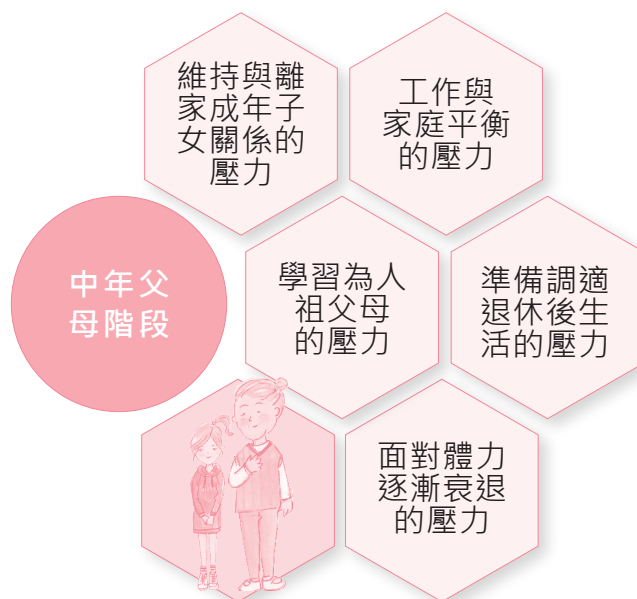 維持與離
家成年子
女關係的
壓力
工作與
家庭平衡
的壓力
中年父
母階段
學習為人
祖父母
的壓力
準備調適
退休後生
活的壓力
面對體力
逐漸衰退
的壓力